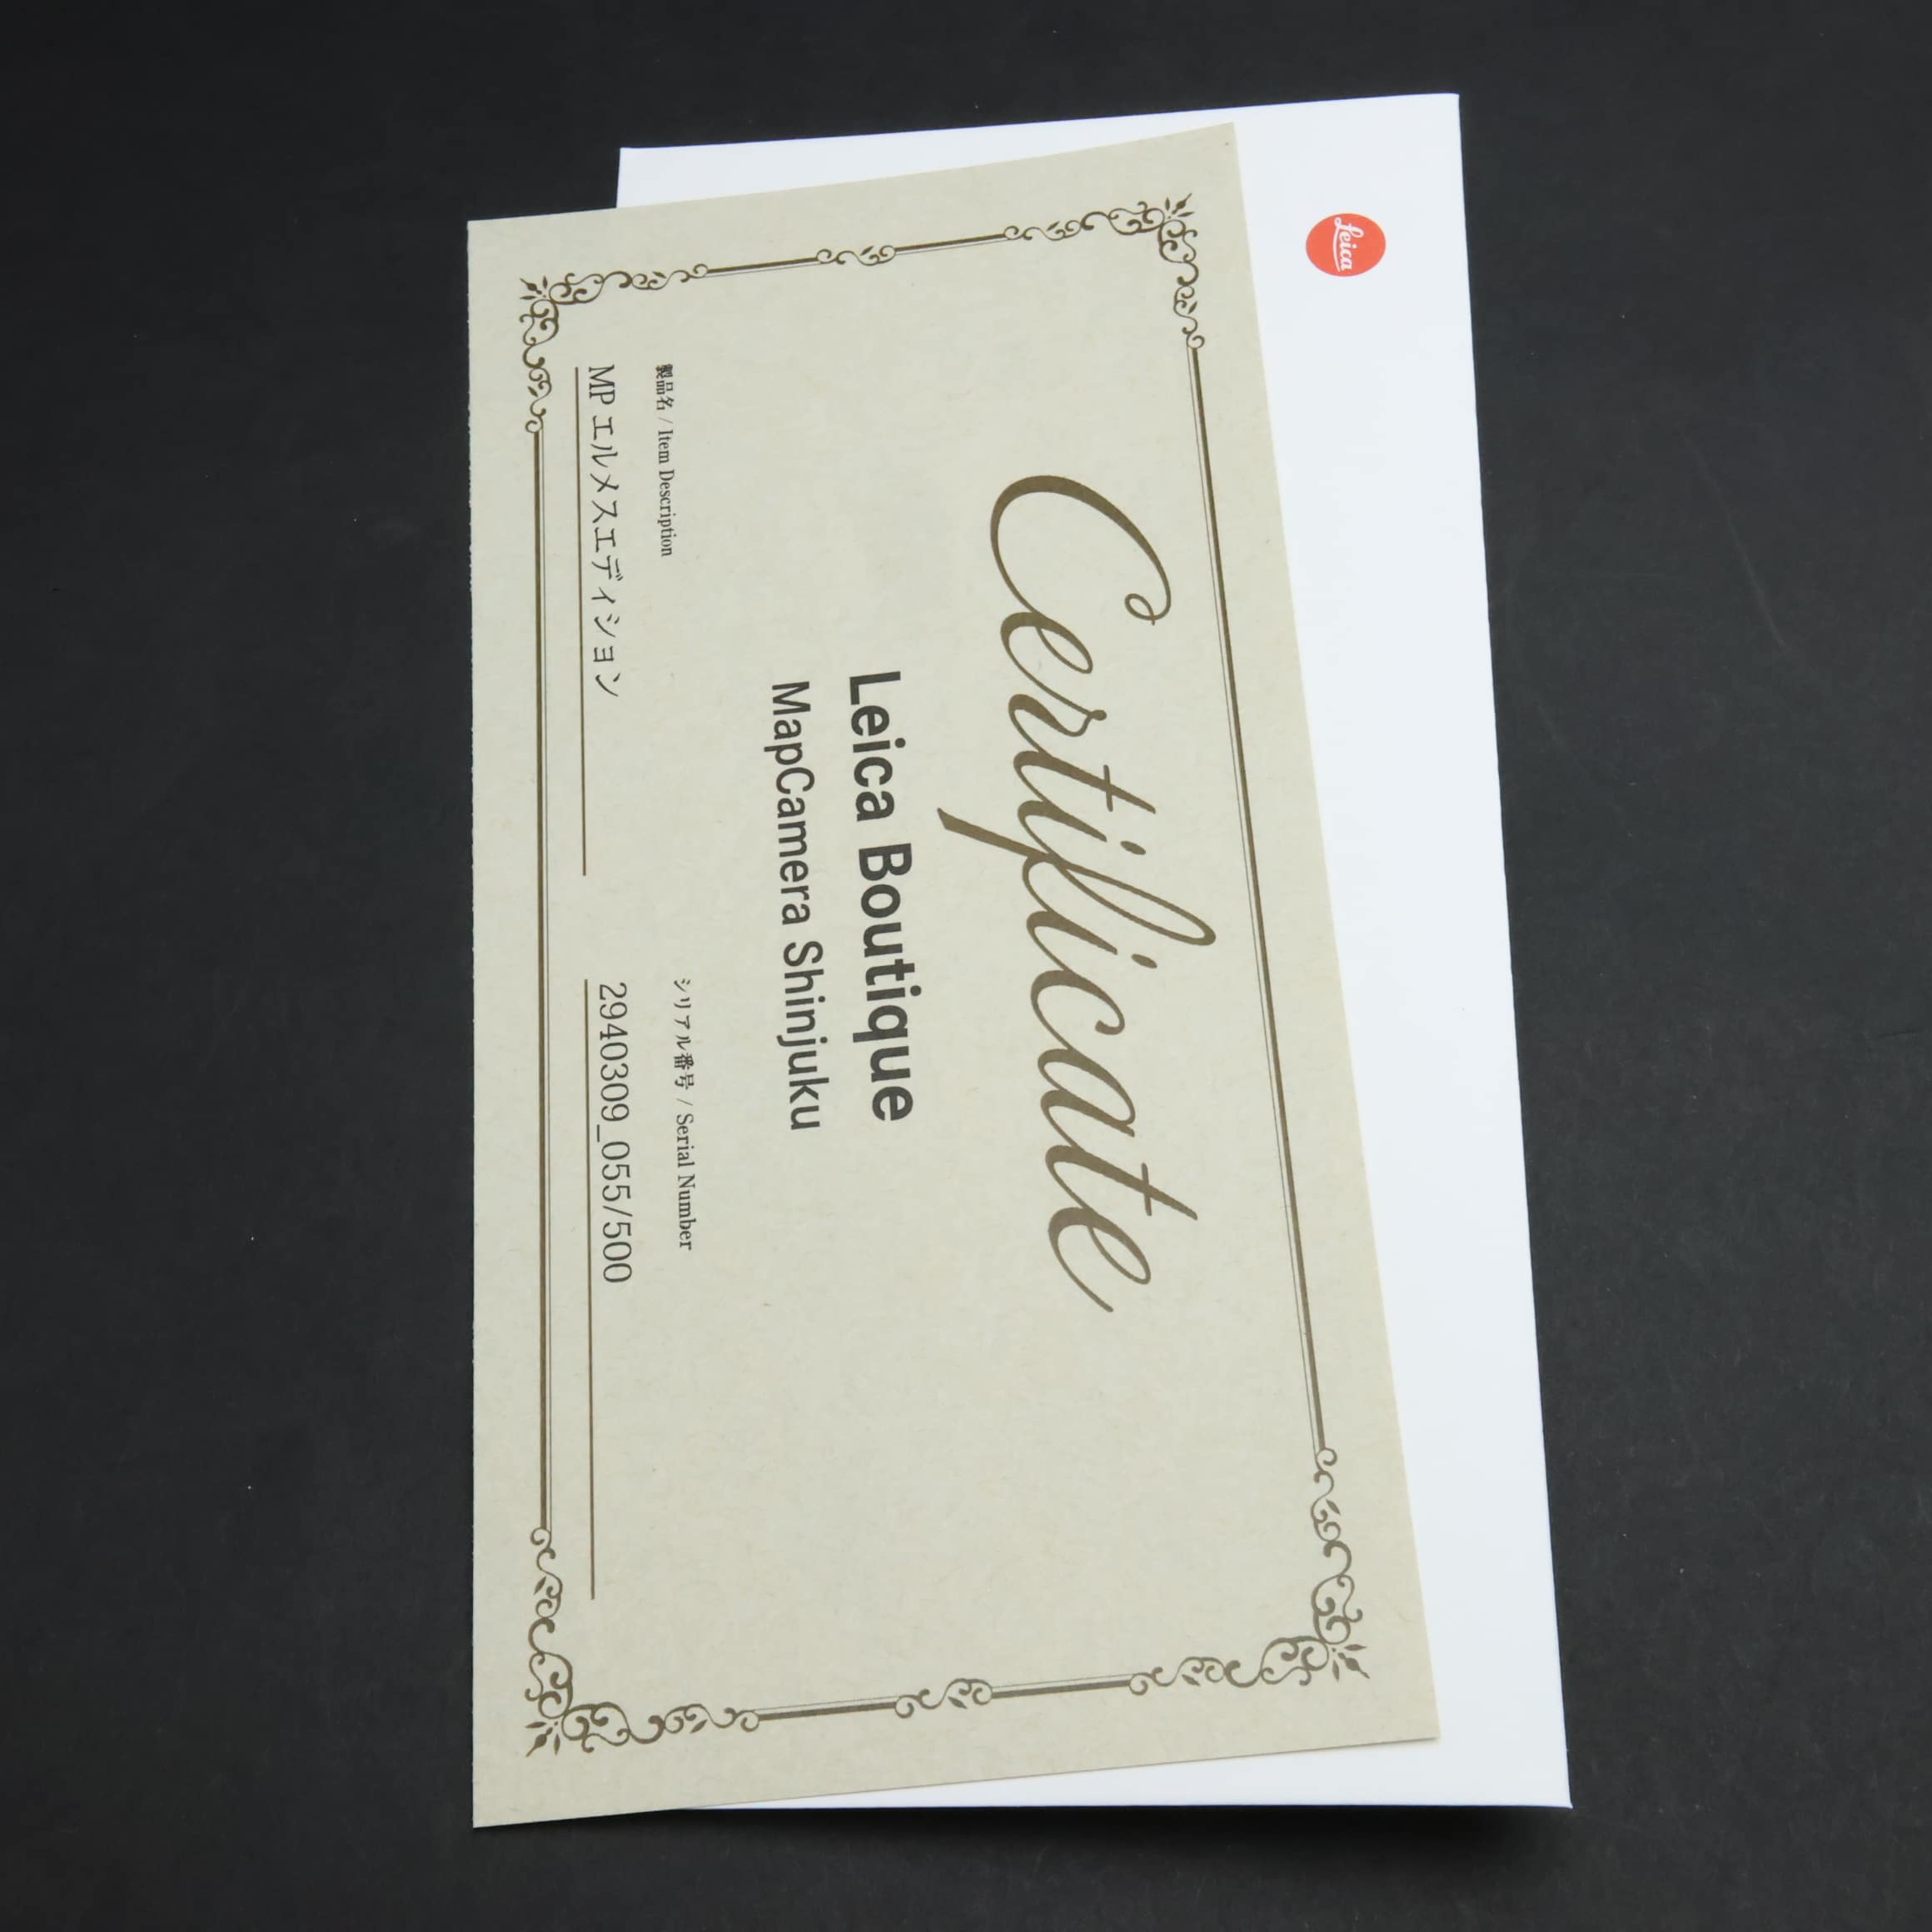 Leica
Certificate
Leica Boutique
MapCamera Shinjuku
製品名 / Item Description
MP エルメスエディション
シリアル番号 / Serial Number
2940309_055/500